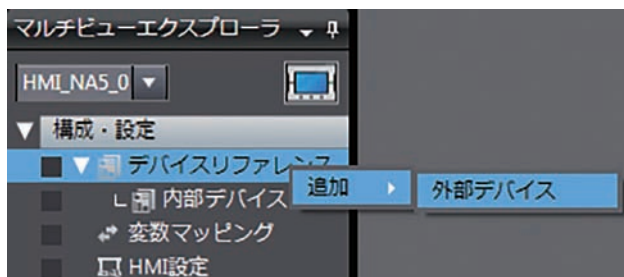 マルチビューエクスプローラ
HMI_NA5_0
構成・設定
デバイスリファレンス
追加
外部デバイス
内部デバイス
変数マッピング
HMI設定